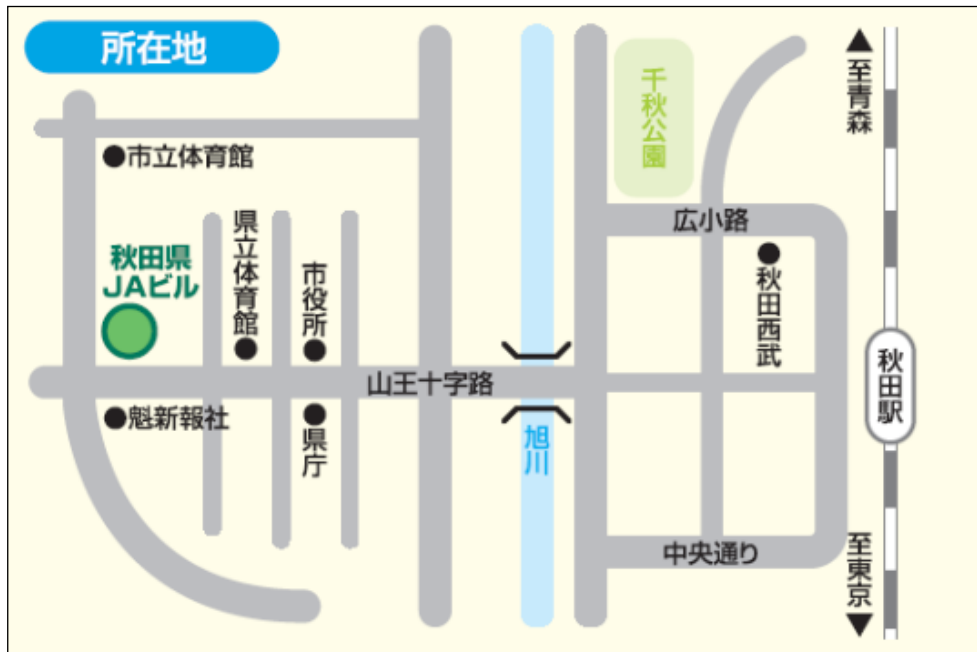 所在地
千秋公園
▲至青森
●市立体育館
広小路
秋田県
JAビル
県立体育館●
市役所●
●秋田西武
秋田駅
山王十字路
●魁新報社
●県庁
旭川
中央通り
至東京▼